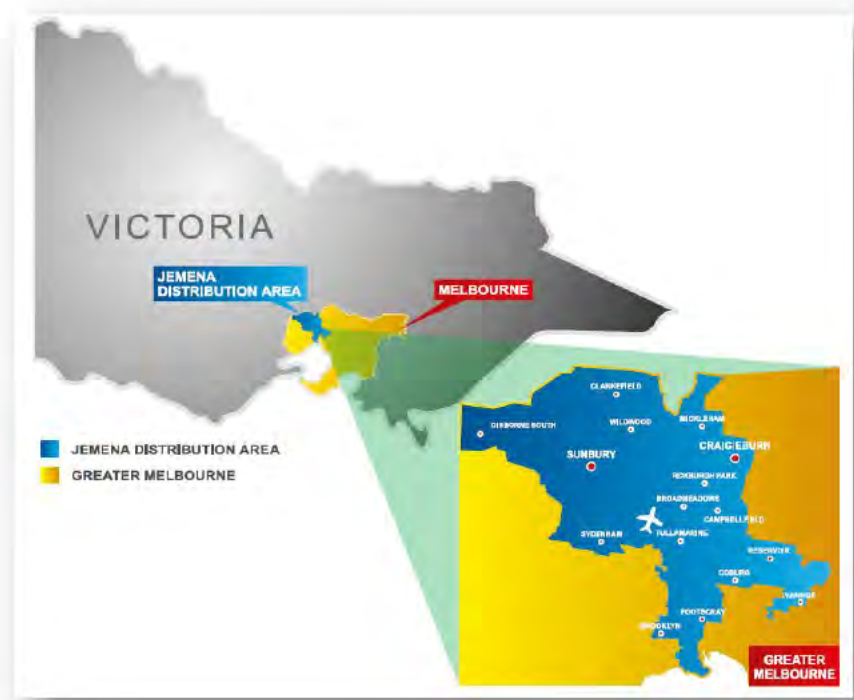 VICTORIA
JEMENA
DISTRIBUTION AREA
MELBOURNE
JEMENA DISTRIBUTION AREA
GREATER MELBOURNE
CLARKEFIELD
GISBORNE SOUTH
WILDWOOD
MICKLEHAM
SUNBURY
CRAIGIEBURN
ROXBURGH PARK
BROADMEADOWS
CAMPBELLFIELD
SYDENHAM
TULLAMARINE
RESERVOIR
COBURG
IVANHOE
FOOTSCRAY
BROOKLYN
GREATER
MELBOURNE